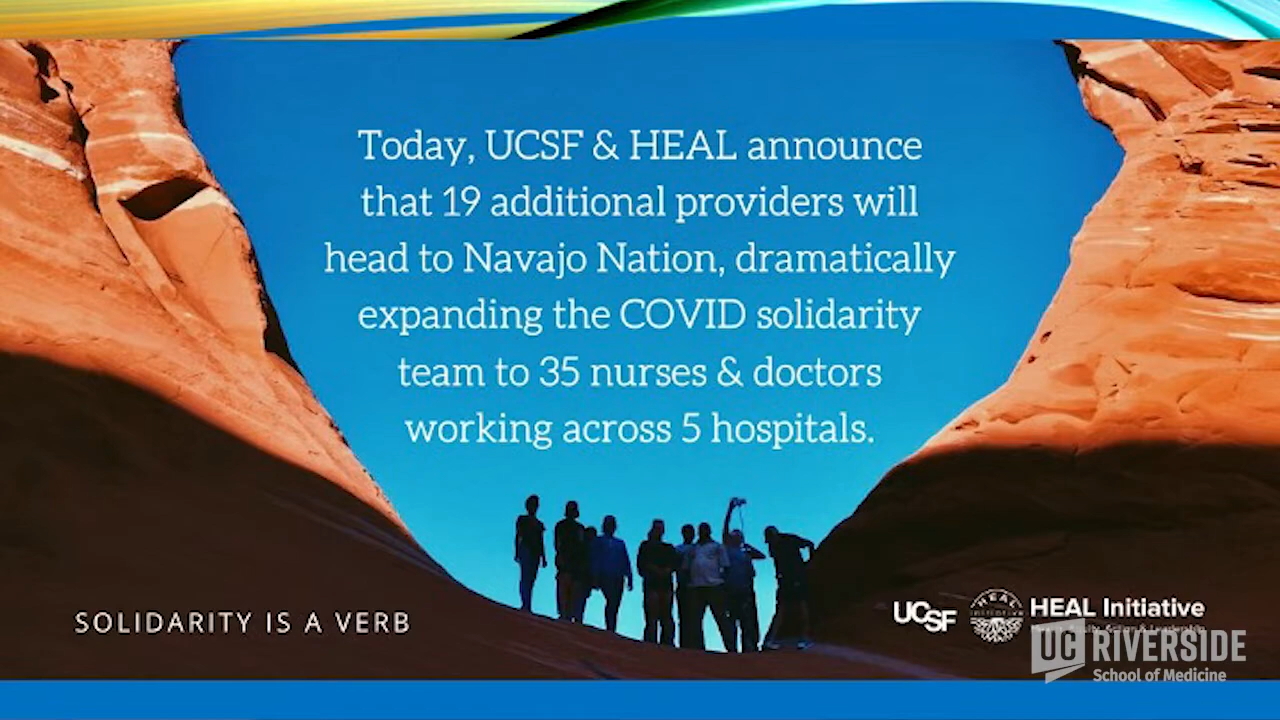 Today, UCSF & HEAL announce
that 19 additional providers will
head to Navajo Nation, dramatically
expanding the COVID solidarity
team to 35 nurses & doctors
working across 5 hospitals.
SOLIDARITY IS A VERB
UCSF
HEAL INITIATIVE
HEAL Initiative
UC RIVERSIDE
School of Medicine